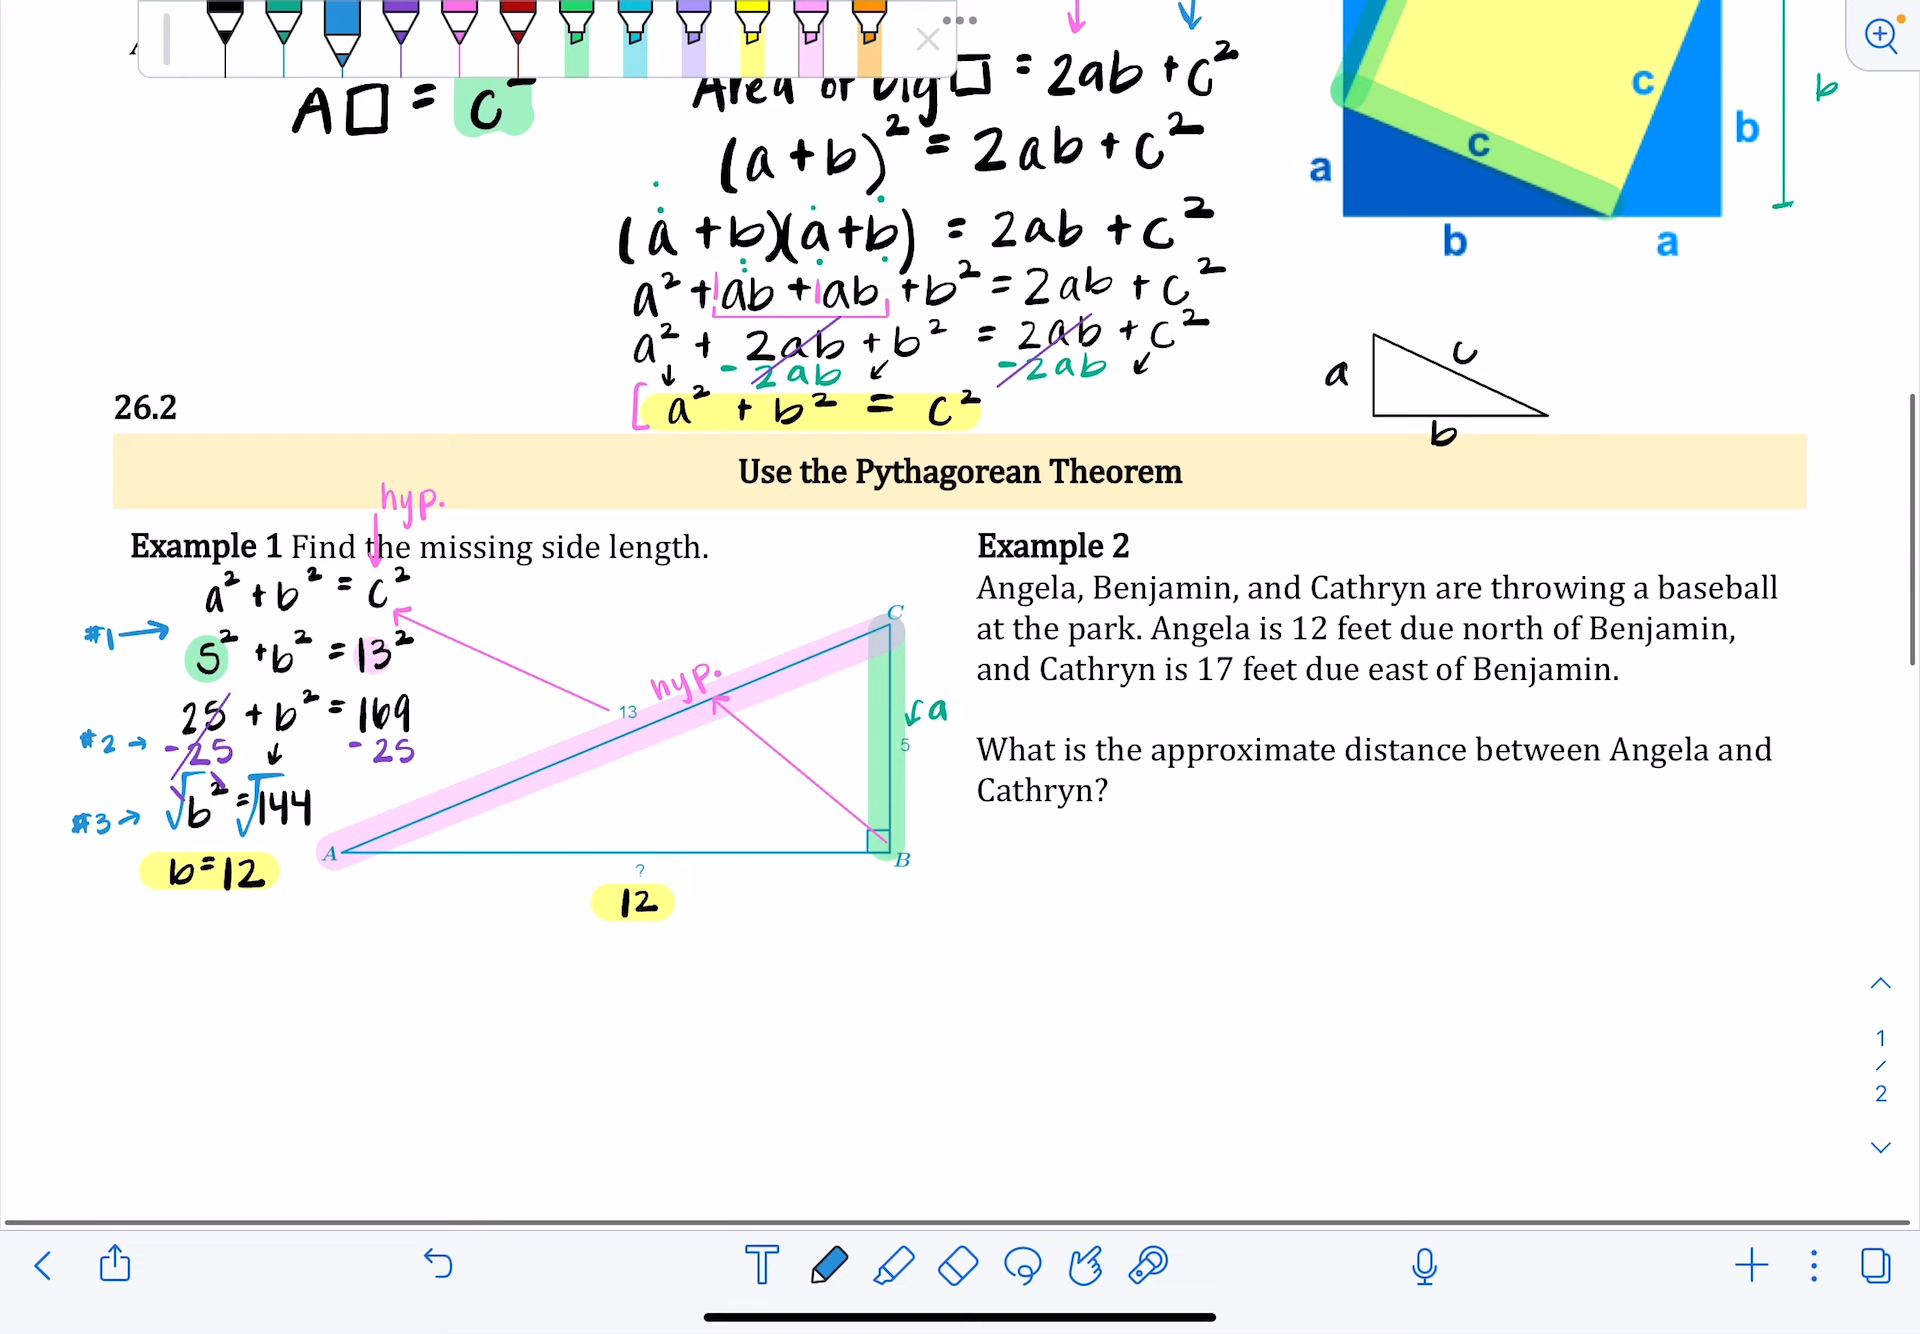 A□ = c²
Area of big □ = 2ab + c²
(a + b)² = 2ab + c²
(a + b)(a + b) = 2ab + c²
a² + 1ab + 1ab + b² = 2ab + c²
a² + 2ab + b² = 2ab + c²
- 2ab - 2ab
a² + b² = c²
c
c
b
b
a
b
a
a
c
b
26.2
Use the Pythagorean Theorem
hyp.
Example 1 Find the missing side length.
a² + b² = c²
#1 → 5² + b² = 13²
25 + b² = 169
#2 → -25 - 25
#3 → √b² = √144
b = 12
C
hyp.
13
a
5
A
B
?
12
Example 2
Angela, Benjamin, and Cathryn are throwing a baseball
at the park. Angela is 12 feet due north of Benjamin,
and Cathryn is 17 feet due east of Benjamin.
What is the approximate distance between Angela and
Cathryn?
1
/
2
T